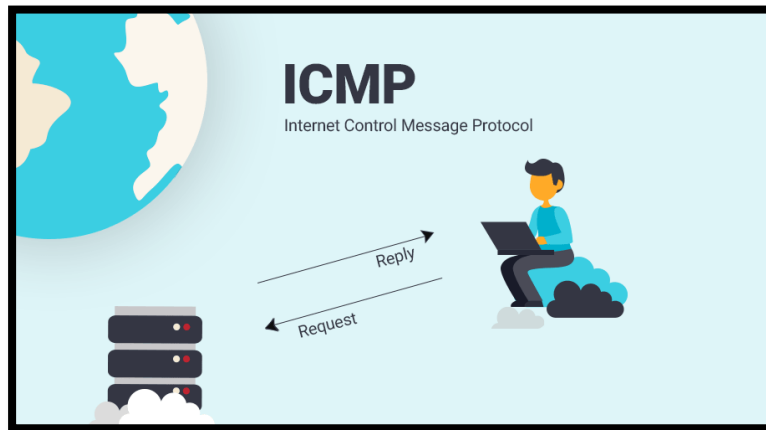 ICMP
Internet Control Message Protocol
Reply
Request